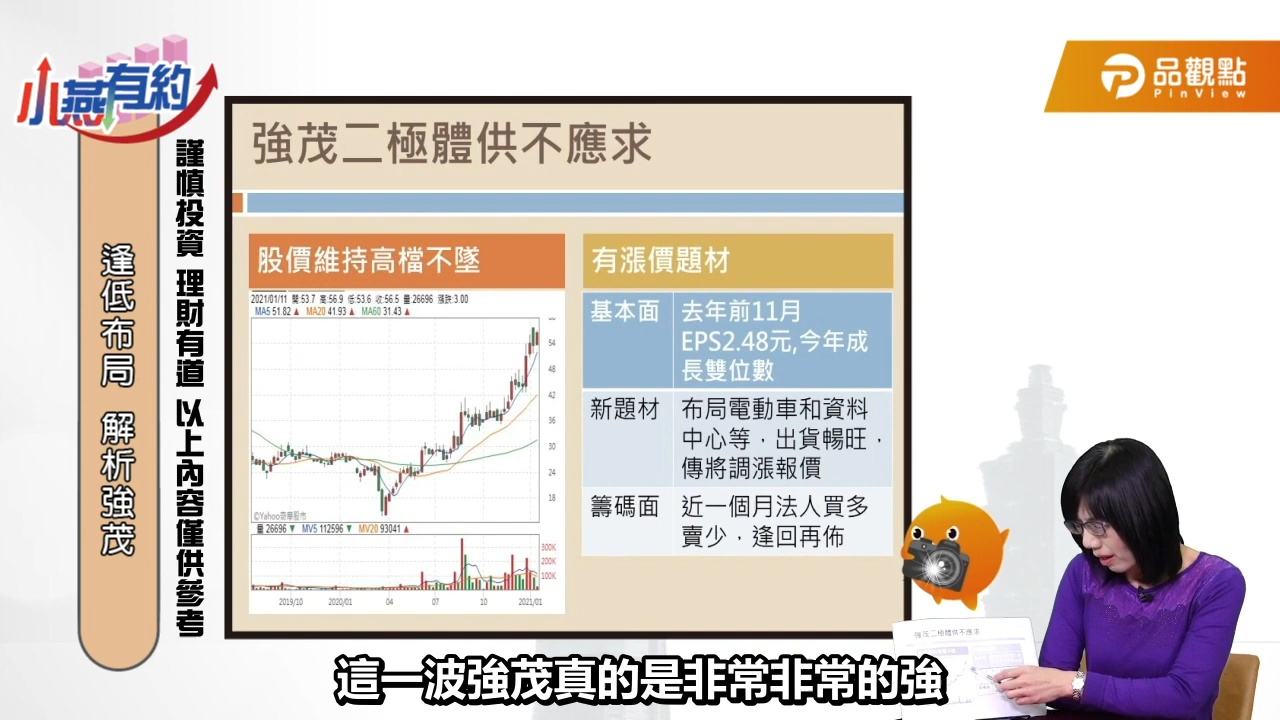 小燕有約
品觀點
PinView
謹慎投資 理財有道 以上內容僅供參考
逢低布局 解析強茂
強茂二極體供不應求
股價維持高檔不墜
2021/01/11 開:53.7 高:56.9 低:53.6 收:56.5 量:26696 漲跌:3.00
MA5 51.82 ▲ MA20 41.93 ▲ MA60 31.43 ▲
54
48
42
36
30
24
18
©Yahoo奇摩股市
量 26696 ▼ MV5 112596 ▼ MV20 93041 ▲
300K
200K
100K
2019/10 2020/01 04 07 10 2021/01
有漲價題材
基本面
去年前11月
EPS2.48元,今年成
長雙位數
新題材
布局電動車和資料
中心等，出貨暢旺，
傳將調漲報價
籌碼面
近一個月法人買多
賣少，逢回再佈
強茂二極體供不應求
這一波強茂真的是非常非常的強